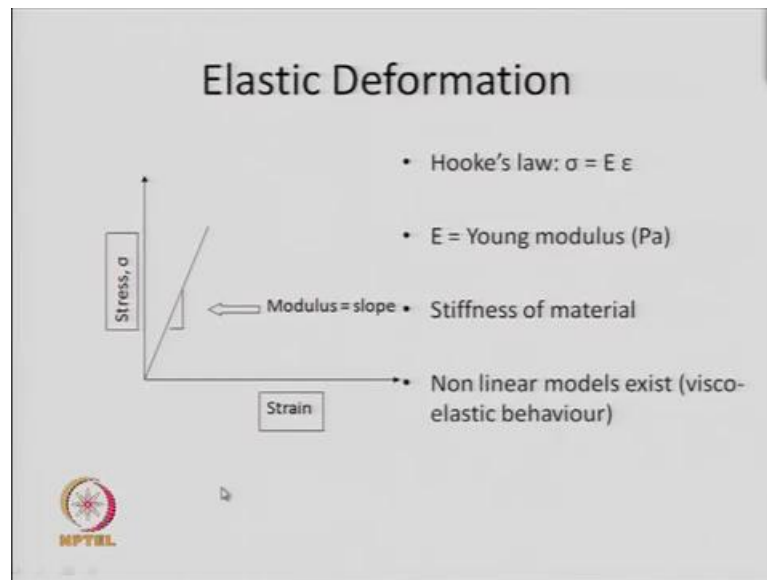 Elastic Deformation
• Hooke's law: σ = E ε
• E = Young modulus (Pa)
• Stiffness of material
• Non linear models exist (visco-
elastic behaviour)
Stress, σ
Modulus = slope
Strain
NPTEL